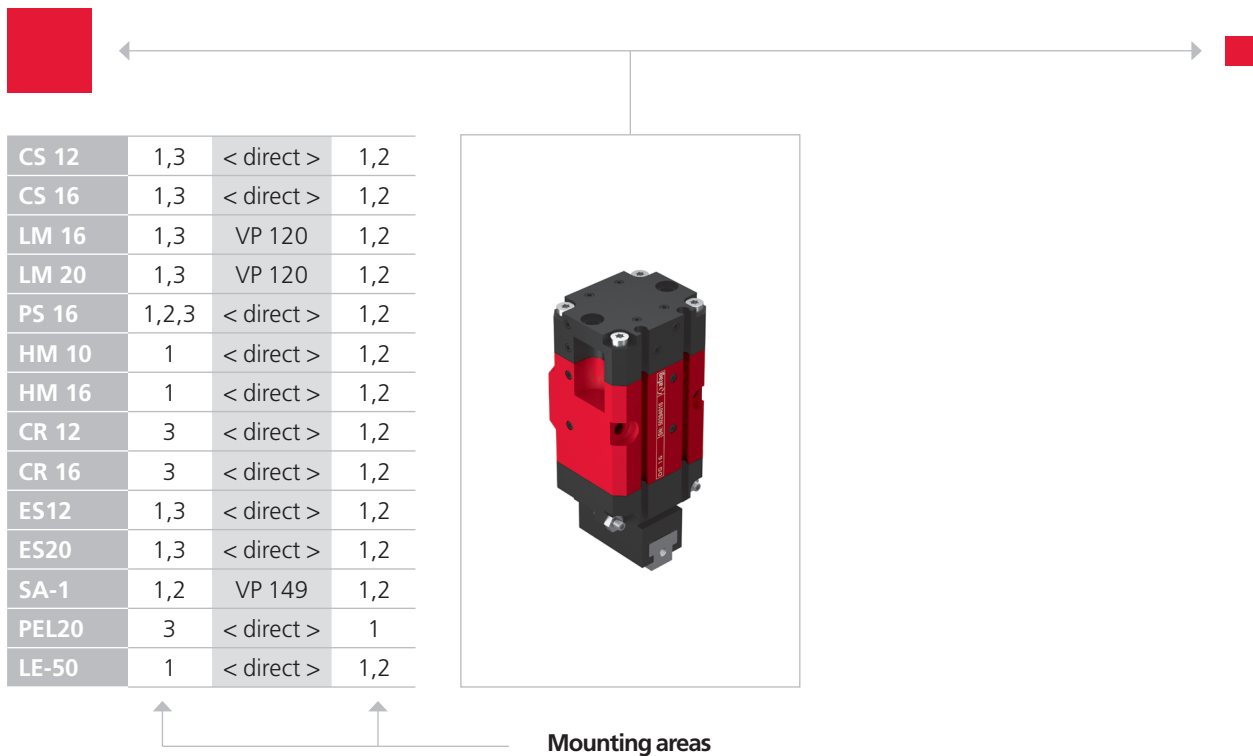 CS 12 1,3 < direct > 1,2
CS 16 1,3 < direct > 1,2
LM 16 1,3 VP 120 1,2
LM 20 1,3 VP 120 1,2
PS 16 1,2,3 < direct > 1,2
HM 10 1 < direct > 1,2
HM 16 1 < direct > 1,2
CR 12 3 < direct > 1,2
CR 16 3 < direct > 1,2
ES12 1,3 < direct > 1,2
ES20 1,3 < direct > 1,2
SA-1 1,2 VP 149 1,2
PEL20 3 < direct > 1
LE-50 1 < direct > 1,2
Mounting areas